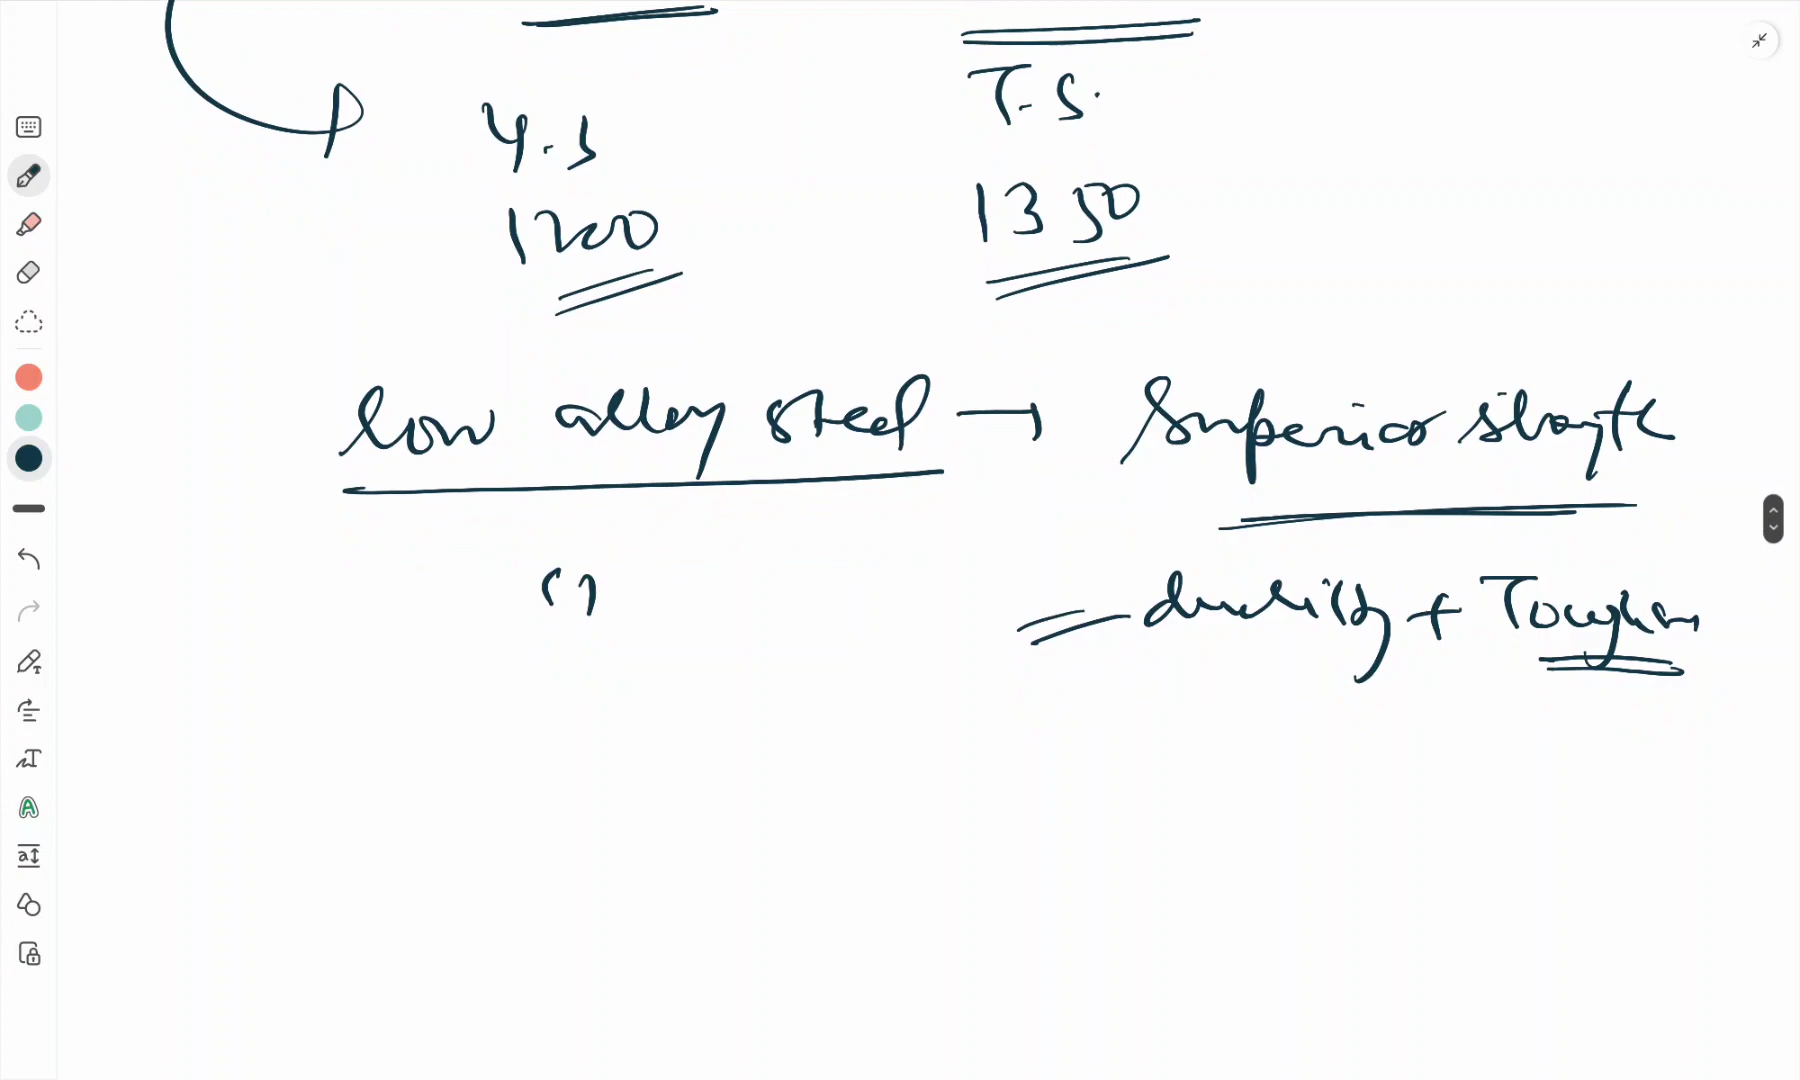 Y.S
T.S.
1200
1350
low alloy steel → Superior strength
ductility + Toughness